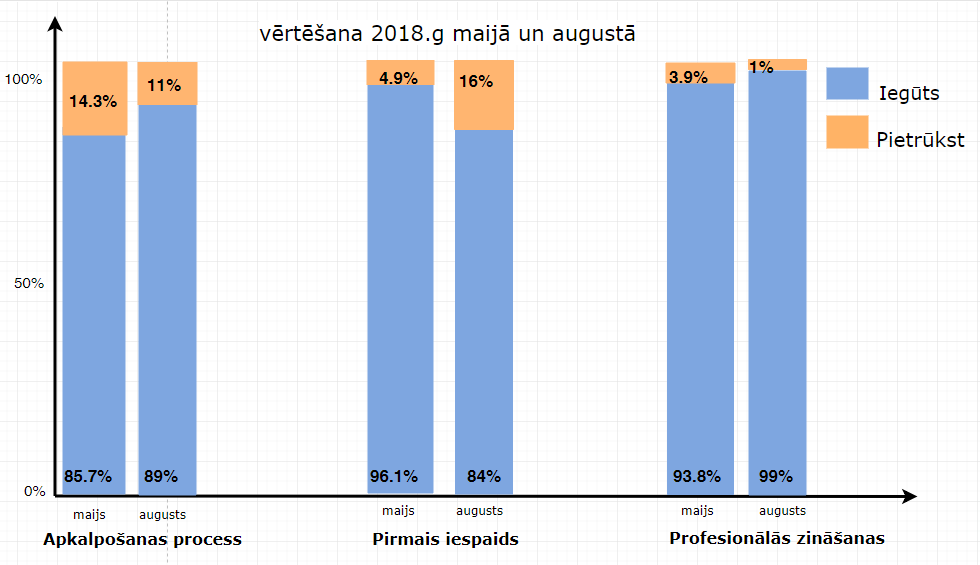 vērtēšana 2018.g maijā un augustā
100%
50%
0%
14.3%
11%
4.9%
16%
3.9%
1%
Iegūts
Pietrūkst
85.7%
89%
96.1%
84%
93.8%
99%
maijs
augusts
maijs
augusts
maijs
augusts
Apkalpošanas process
Pirmais iespaids
Profesionālās zināšanas